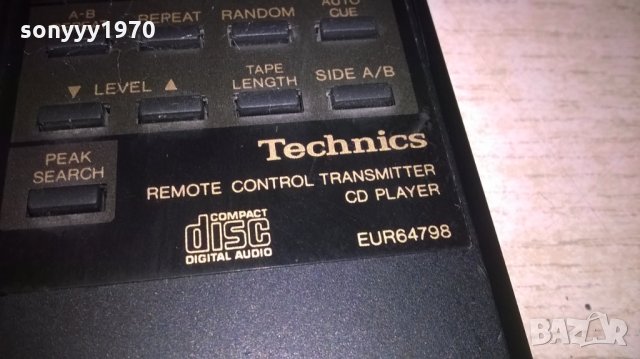 sonyyy1970
A-B REPEAT RANDOM AUTO CUE
▼ LEVEL ▲ TAPE LENGTH SIDE A/B
PEAK SEARCH
Technics
REMOTE CONTROL TRANSMITTER
CD PLAYER
COMPACT
disc
DIGITAL AUDIO
EUR64798
BAZAR